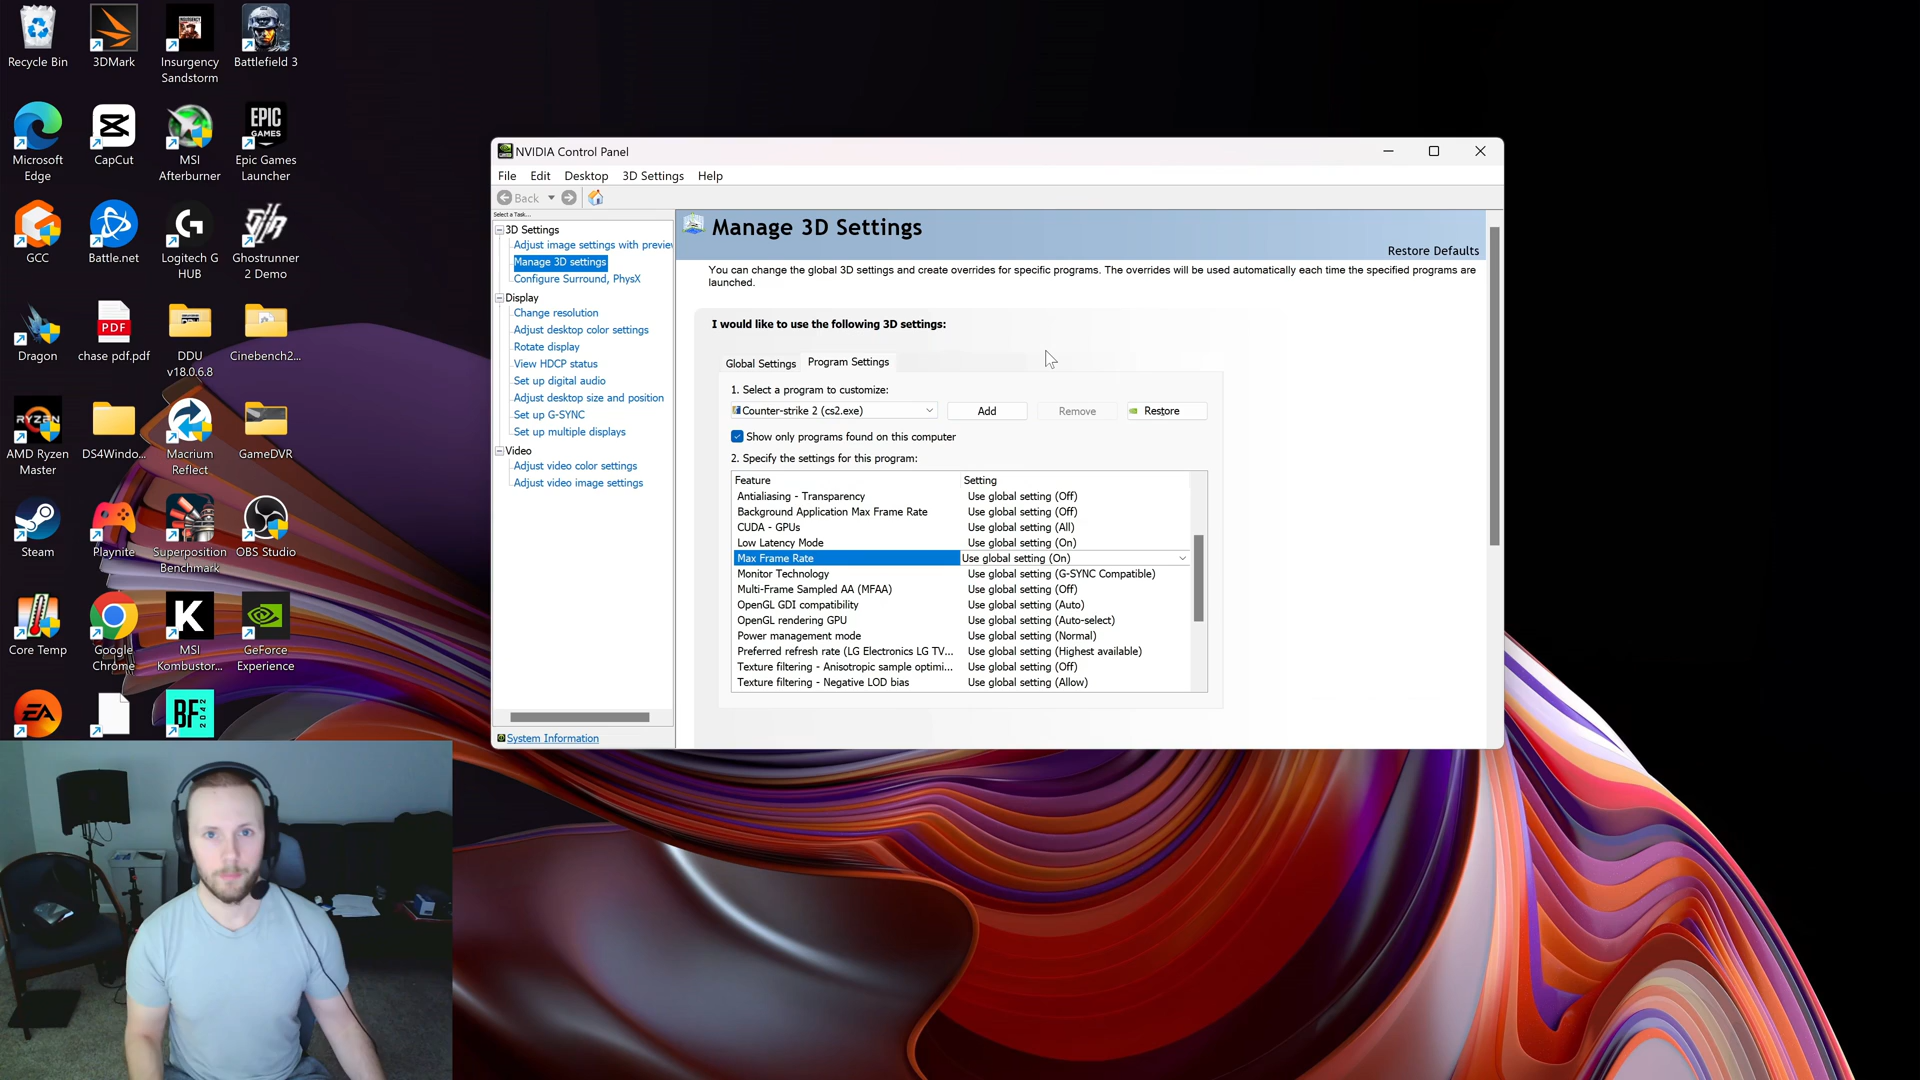 Recycle Bin
3DMark
Insurgency
Sandstorm
Battlefield 3
Microsoft
Edge
CapCut
MSI
Afterburner
EPIC
GAMES
Epic Games
Launcher
GCC
Battle.net
Logitech G
HUB
Ghostrunner
2 Demo
Dragon
PDF
chase pdf.pdf
DDU
v18.0.6.8
Cinebench2...
RYZEN
AMD Ryzen
Master
DS4Windo...
Macrium
Reflect
GameDVR
Steam
Playnite
Superposition
Benchmark
OBS Studio
Core Temp
Google
Chrome
K
MSI
Kombustor...
GeForce
Experience
EA
BF
2042
NVIDIA Control Panel
File Edit Desktop 3D Settings Help
Back
Select a Task...
3D Settings
Adjust image settings with preview
Manage 3D settings
Configure Surround, PhysX
Display
Change resolution
Adjust desktop color settings
Rotate display
View HDCP status
Set up digital audio
Adjust desktop size and position
Set up G-SYNC
Set up multiple displays
Video
Adjust video color settings
Adjust video image settings
System Information
Manage 3D Settings
Restore Defaults
You can change the global 3D settings and create overrides for specific programs. The overrides will be used automatically each time the specified programs are
launched.
I would like to use the following 3D settings:
Global Settings Program Settings
1. Select a program to customize:
Counter-strike 2 (cs2.exe) Add Remove Restore
Show only programs found on this computer
2. Specify the settings for this program:
Feature Setting
Antialiasing - Transparency Use global setting (Off)
Background Application Max Frame Rate Use global setting (Off)
CUDA - GPUs Use global setting (All)
Low Latency Mode Use global setting (On)
Max Frame Rate Use global setting (On)
Monitor Technology Use global setting (G-SYNC Compatible)
Multi-Frame Sampled AA (MFAA) Use global setting (Off)
OpenGL GDI compatibility Use global setting (Auto)
OpenGL rendering GPU Use global setting (Auto-select)
Power management mode Use global setting (Normal)
Preferred refresh rate (LG Electronics LG TV... Use global setting (Highest available)
Texture filtering - Anisotropic sample optimi... Use global setting (Off)
Texture filtering - Negative LOD bias Use global setting (Allow)